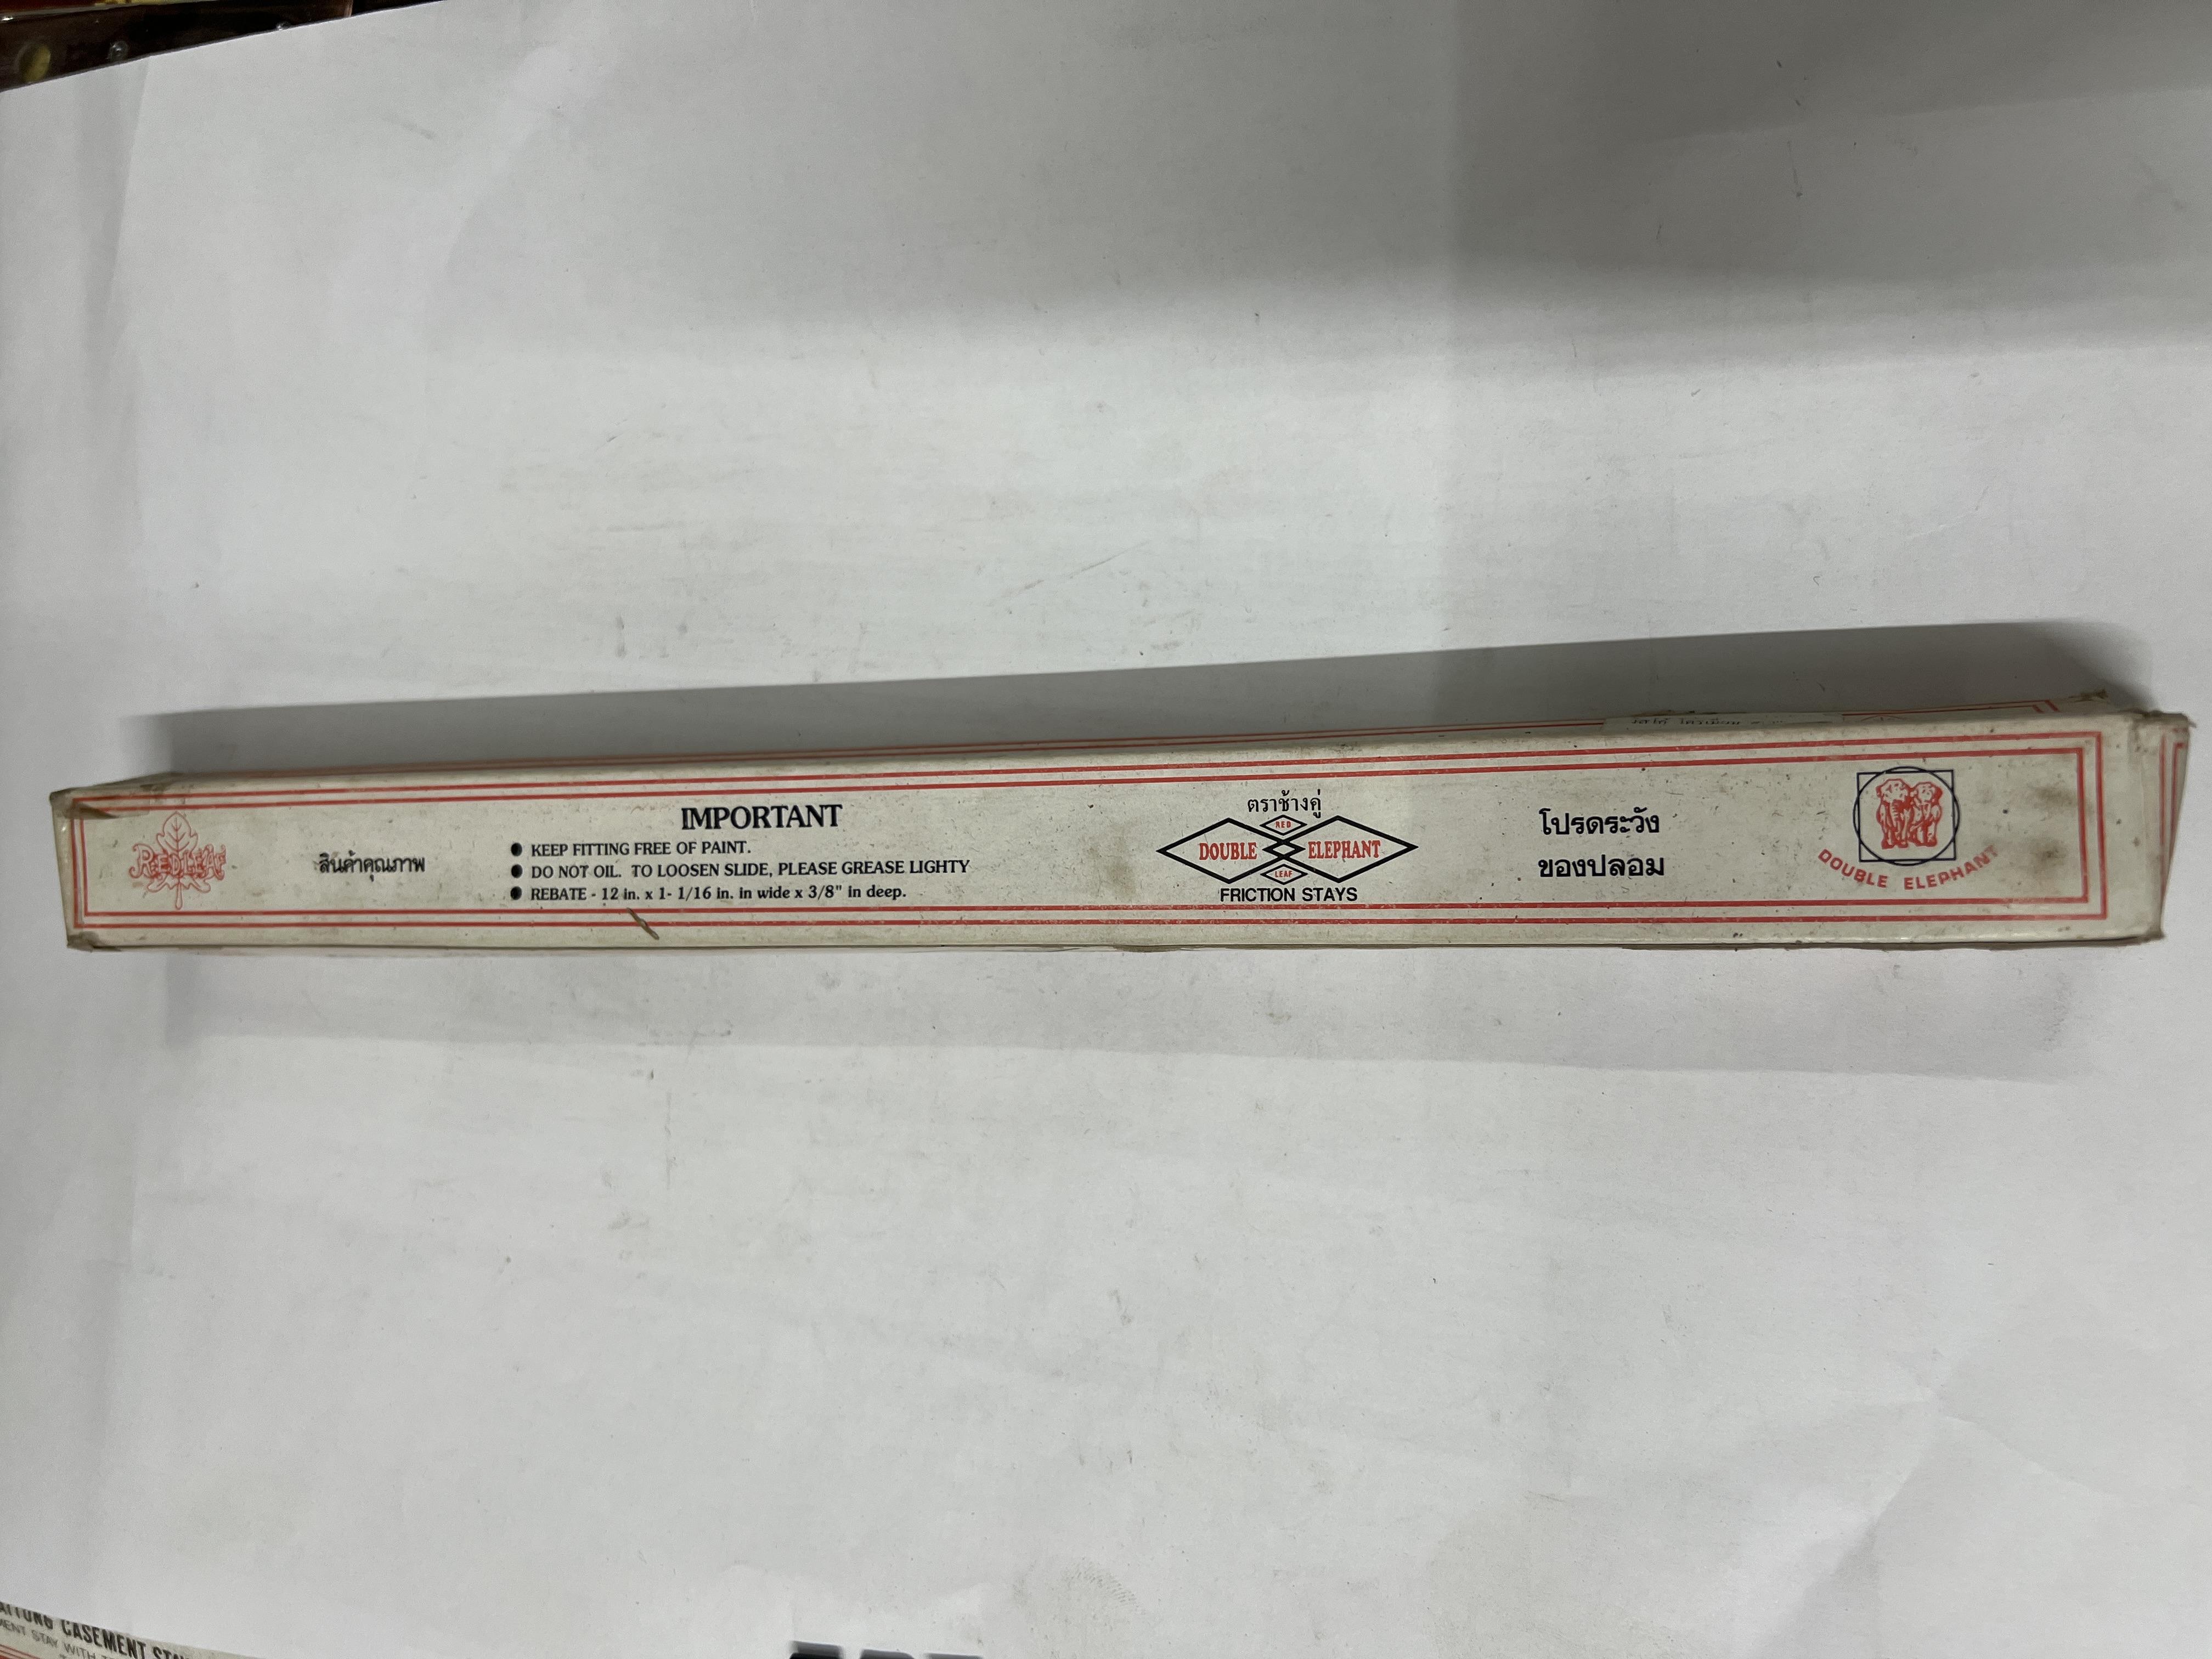 REDLEAF
สินค้าคุณภาพ
IMPORTANT
● KEEP FITTING FREE OF PAINT.
● DO NOT OIL. TO LOOSEN SLIDE, PLEASE GREASE LIGHTY
● REBATE - 12 in. x 1- 1/16 in. in wide x 3/8" in deep.
ตราช้างคู่
RED
DOUBLE ELEPHANT
LEAF
FRICTION STAYS
โปรดระวัง
ของปลอม
DOUBLE ELEPHANT
CASEMENT
STAY WITH